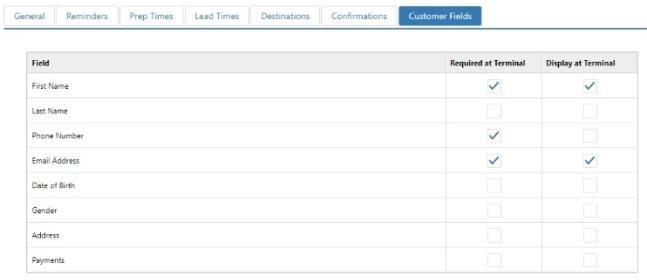 General Reminders Prep Times Lead Times Destinations Confirmations Customer Fields
Field Required at Terminal Display at Terminal
First Name
Last Name
Phone Number
Email Address
Date of Birth
Gender
Address
Payments